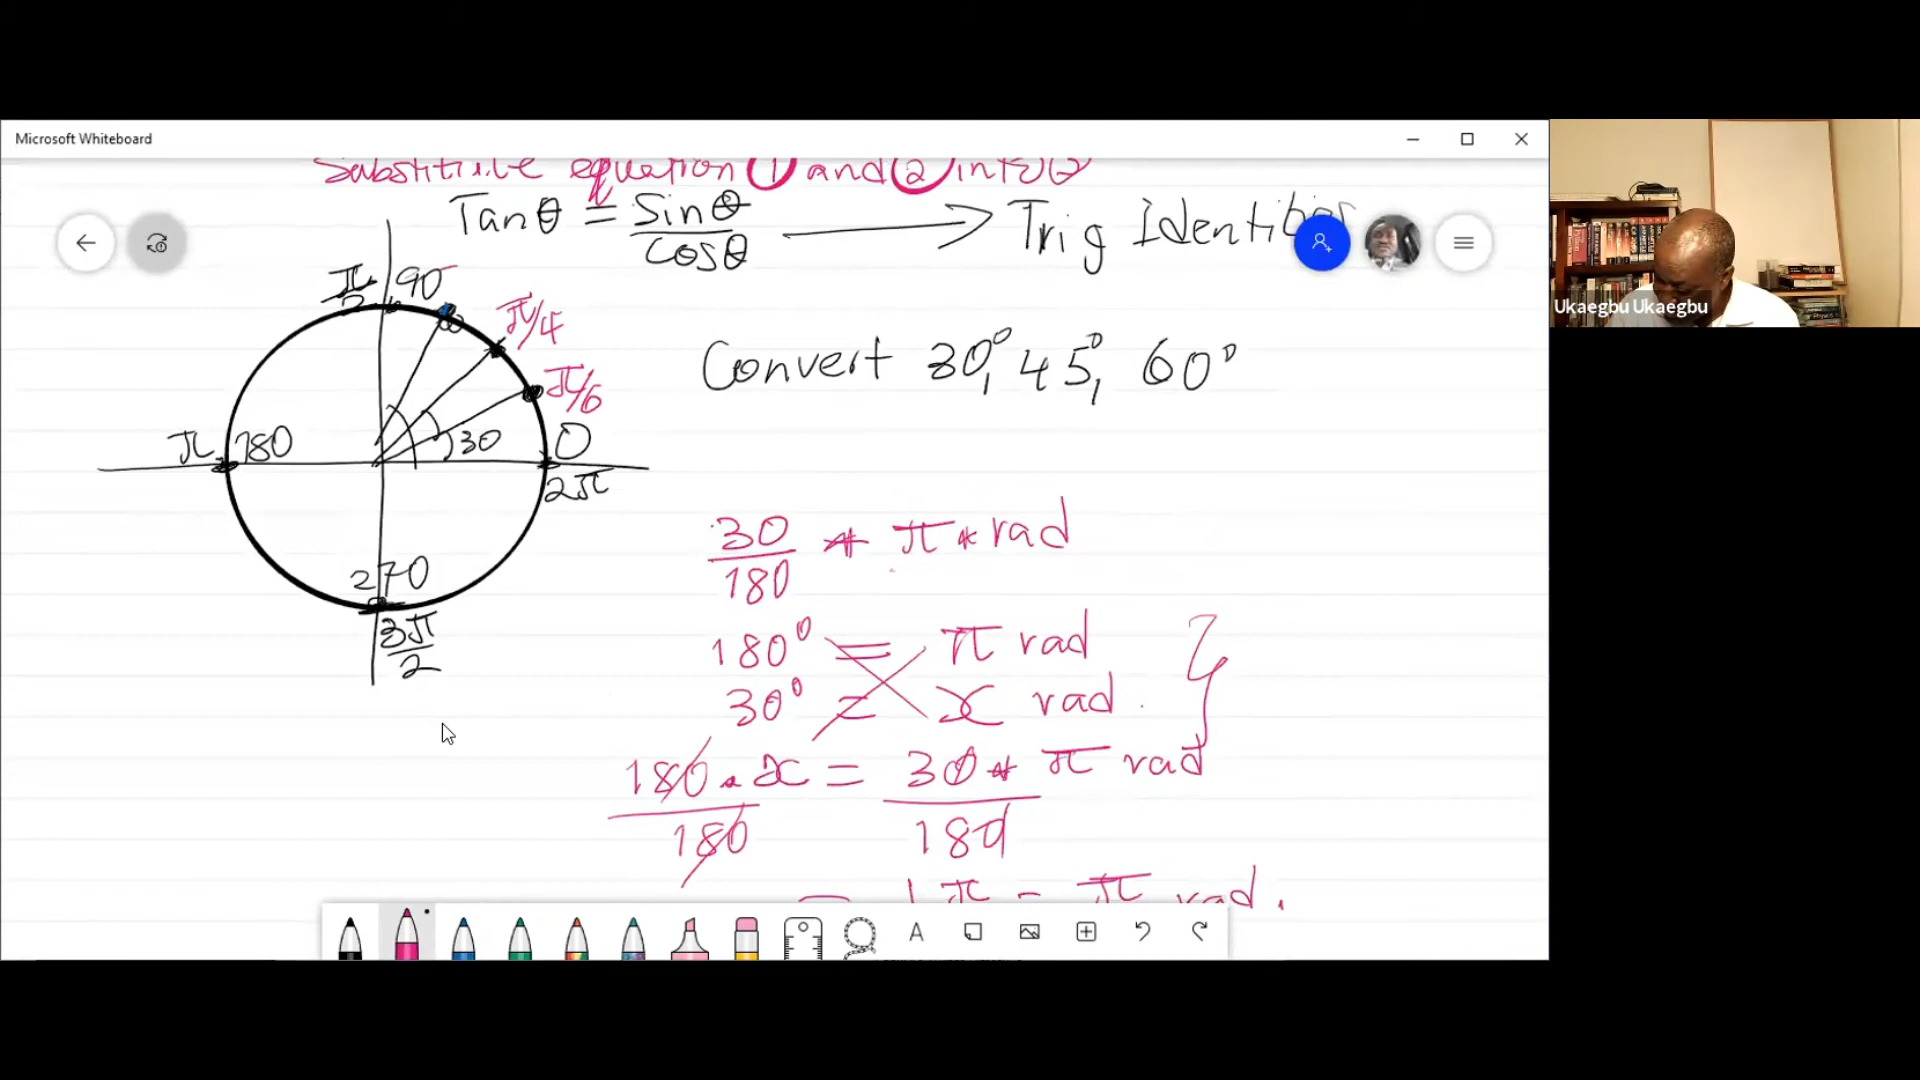 Microsoft Whiteboard
Substitute equation 1 and 2 into
Tanθ = Sinθ / Cosθ → Trig Identities
π/2 90
π/4
π/6
Convert 30°, 45°, 60°
π 180
30
0
2π
270
3π/2
30/180 * π * rad
180° = π rad
30° = x rad.
180 . x / 180 = 30 * π rad / 180
= 1π = π rad.
Ukaegbu Ukaegbu
A